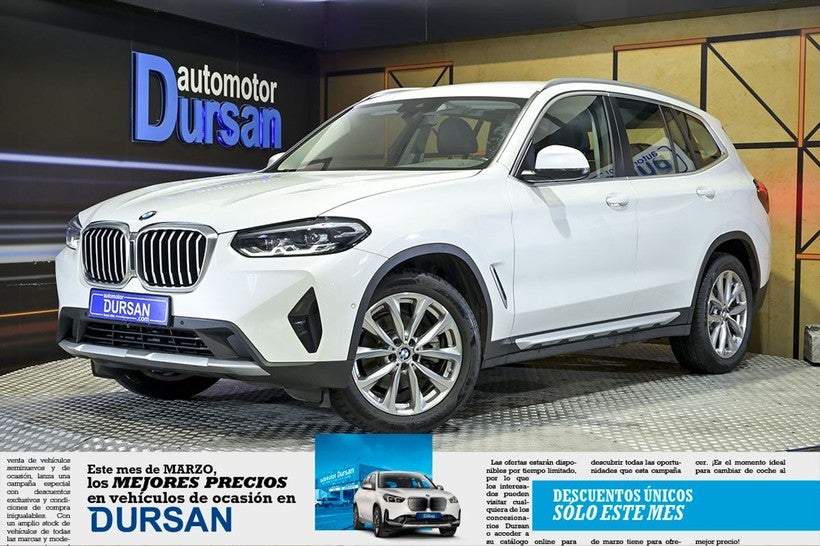 automotor
Dursan
automotor
DURSAN
.com
venta de vehículos
seminuevos y de
ocasión, lanza una
campaña especial
con descuentos
exclusivos y condi-
ciones de compra
inigualables. Con
un amplio stock de
vehículos de todas
las marcas y mode-
Este mes de MARZO,
los MEJORES PRECIOS
en vehículos de ocasión en
DURSAN
automotor Dursan
Las ofertas estarán dispo-
nibles por tiempo limitado,
por lo que
los interesa-
dos pueden
visitar cual-
quiera de los
concesiona-
rios Dursan
o acceder a
su catálogo online para
descubrir todas las oportu-
nidades que esta campaña
de marzo tiene para ofre-
cer. ¡Es el momento ideal
para cambiar de coche al
mejor precio!
DESCUENTOS ÚNICOS
SÓLO ESTE MES